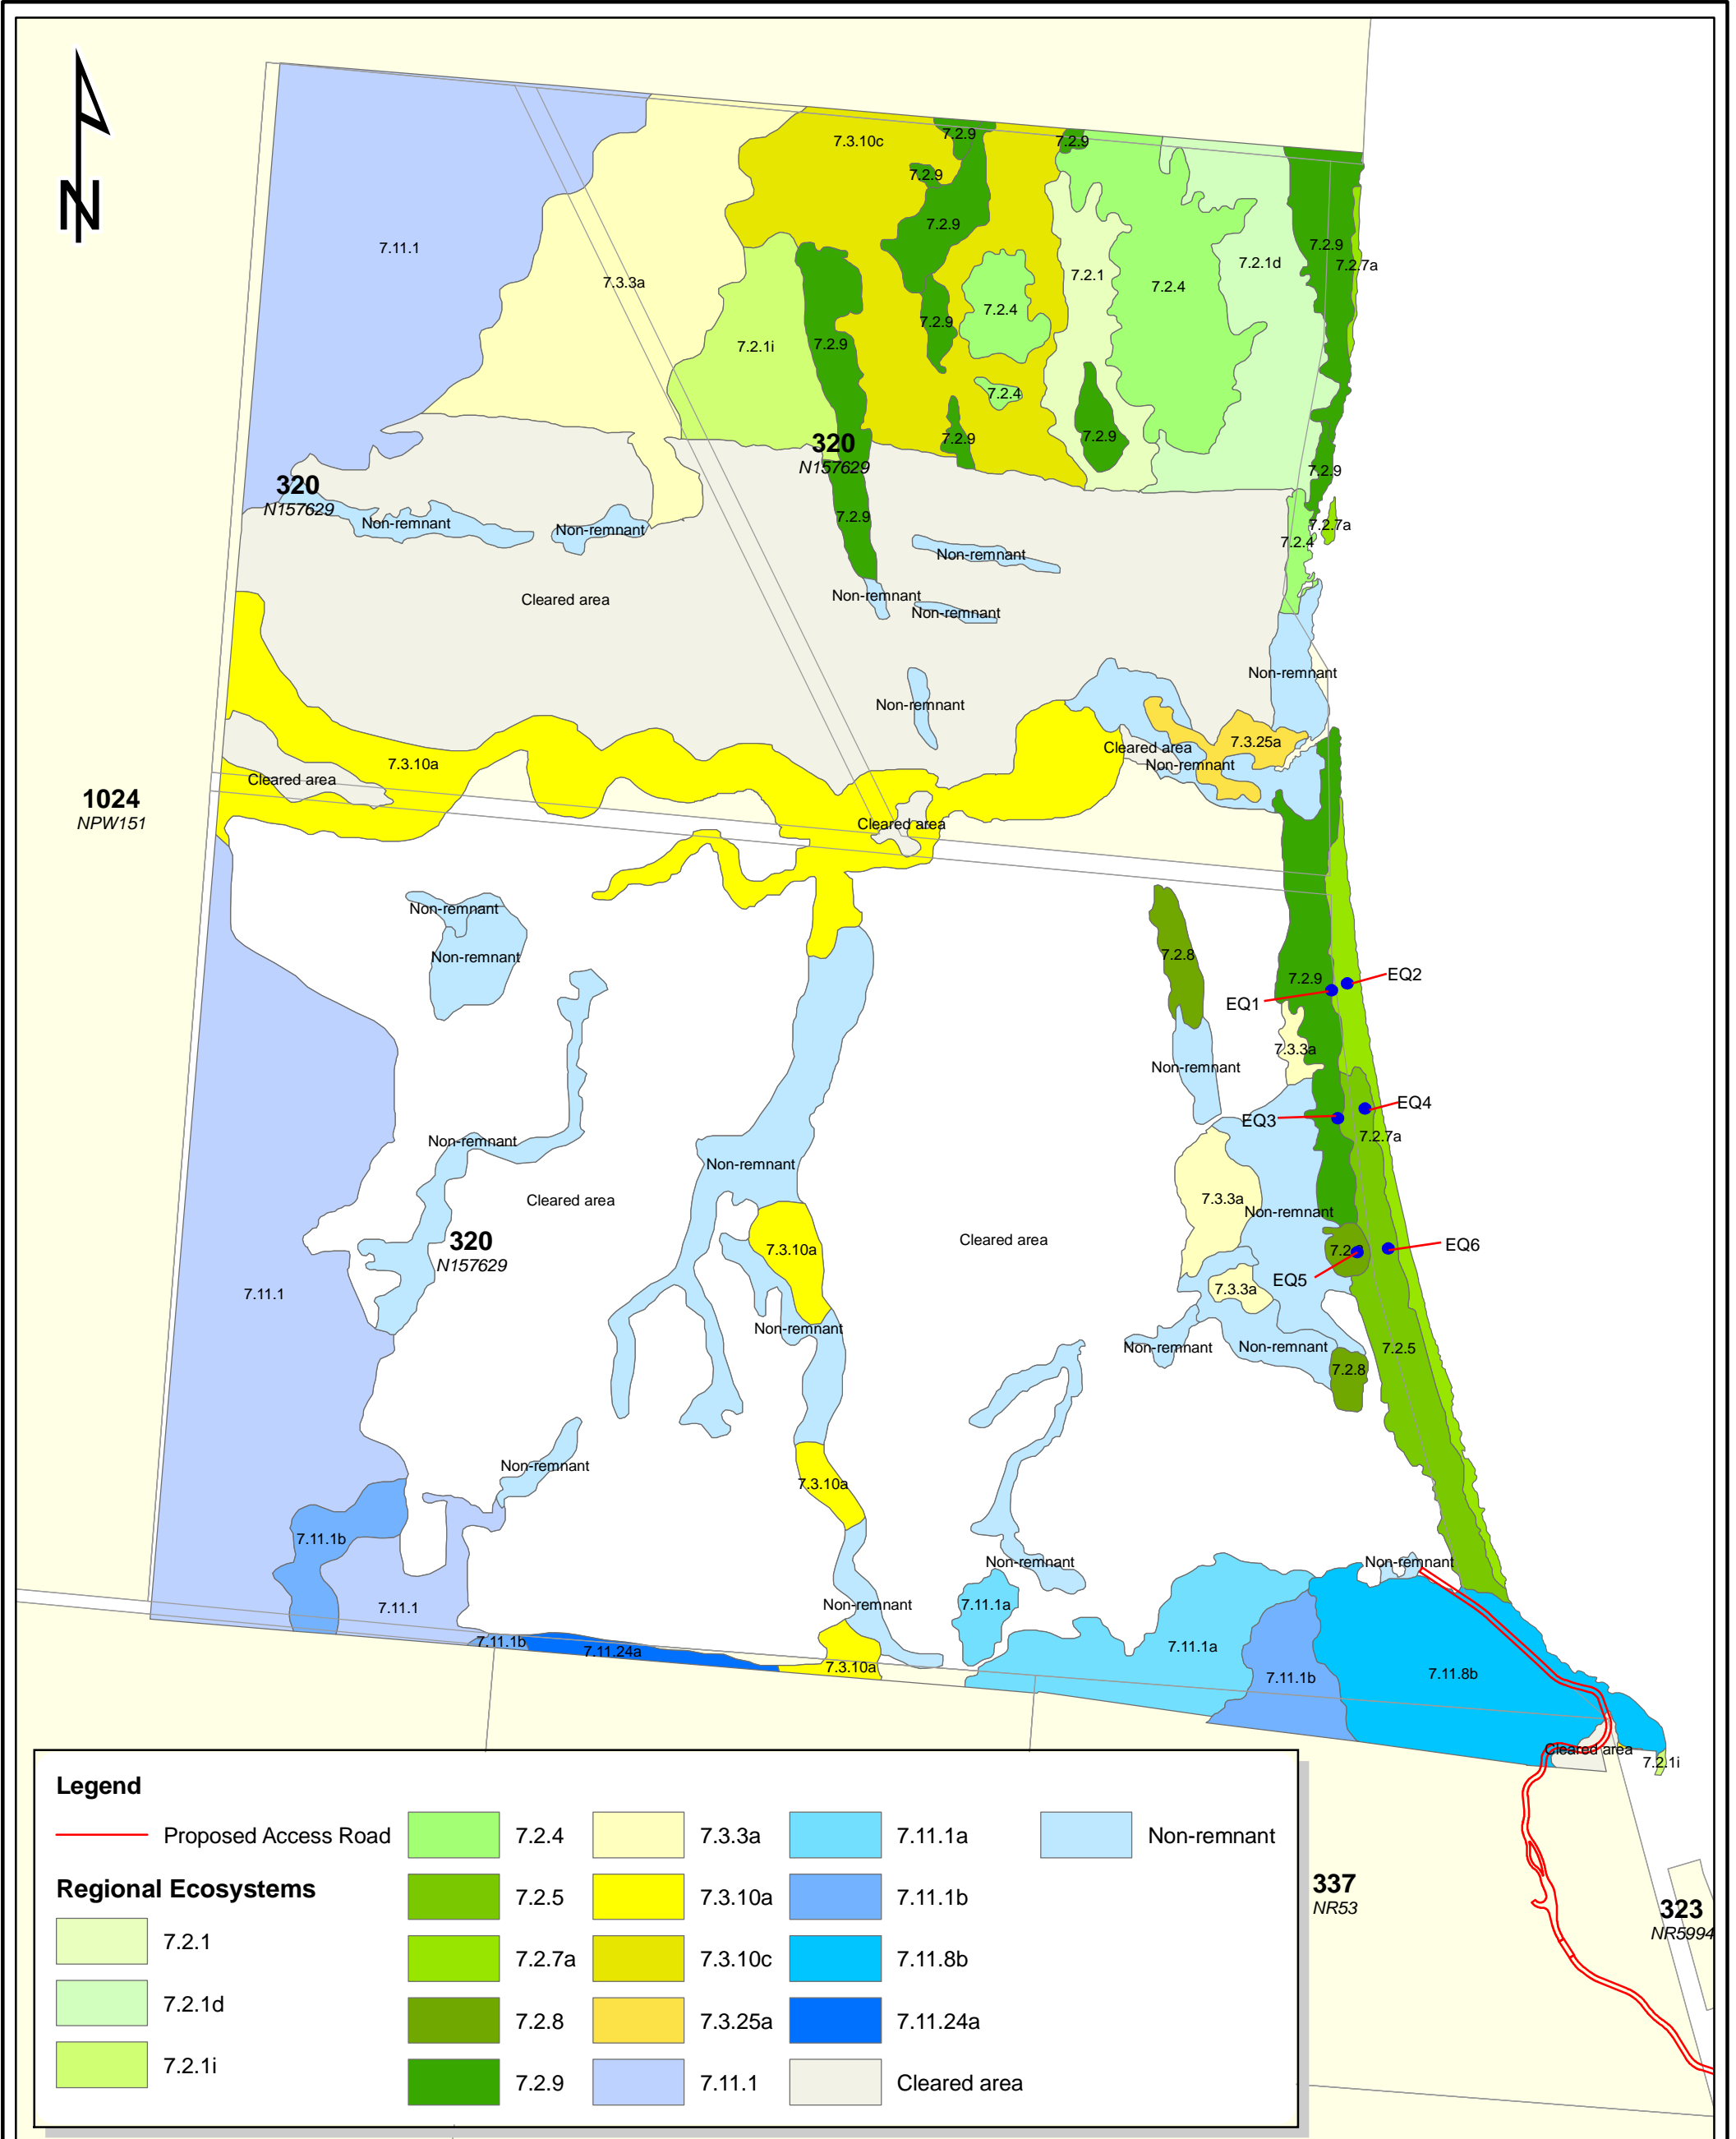 N
7.2.9
7.2.9
7.3.10c
7.2.9
7.2.9
7.11.1
7.2.9
7.2.1d
7.2.7a
7.2.1
7.3.3a
7.2.4
7.2.4
7.2.9
7.2.1i
7.2.9
7.2.4
7.2.9
7.2.9
320
N157629
7.2.9
320
N157629
Non-remnant
Non-remnant
7.2.9
7.2.7a
7.2.4
Non-remnant
Cleared area
Non-remnant
Non-remnant
Non-remnant
Non-remnant
7.3.25a
Cleared area
Non-remnant
7.3.10a
Cleared area
1024
NPW151
Cleared area
Non-remnant
Non-remnant
7.2.8
EQ2
7.2.9
EQ1
7.3.3a
Non-remnant
EQ4
EQ3
7.2.7a
Non-remnant
Non-remnant
Cleared area
7.3.3a
Non-remnant
320
N157629
Cleared area
7.3.10a
EQ6
EQ5
7.3.3a
7.11.1
Non-remnant
Non-remnant
Non-remnant
7.2.5
7.2.8
Non-remnant
7.3.10a
7.11.1b
Non-remnant
Non-remnant
7.11.1
Non-remnant
7.11.1a
7.11.1b
7.11.24a
7.3.10a
7.11.1a
7.11.1b
7.11.8b
Cleared area
7.2.1i
Legend
Proposed Access Road
Regional Ecosystems
7.2.1
7.2.1d
7.2.1i
7.2.4
7.2.5
7.2.7a
7.2.8
7.2.9
7.3.3a
7.3.10a
7.3.10c
7.3.25a
7.11.1
7.11.1a
7.11.1b
7.11.8b
7.11.24a
Cleared area
Non-remnant
337
NR53
323
NR5994